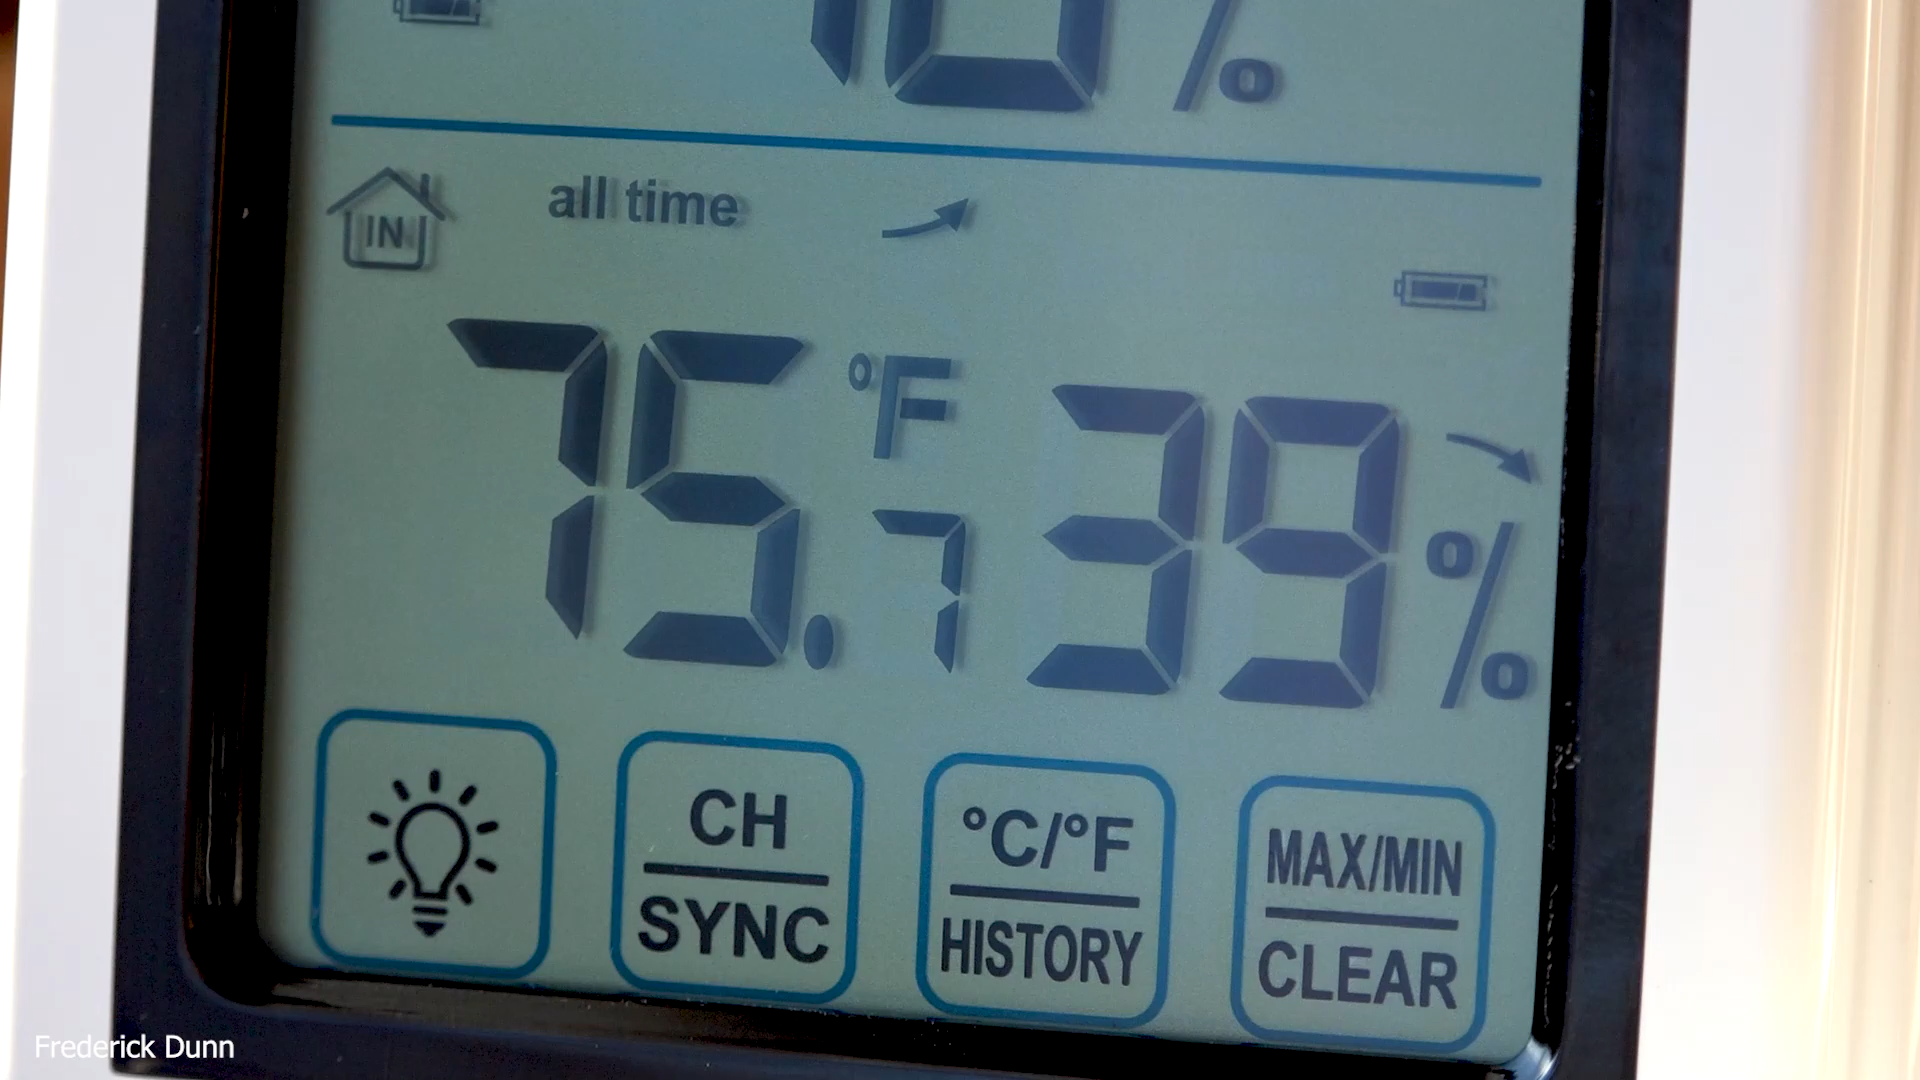 %
IN
all time
75.7 °F 39 %
CH
SYNC
°C/°F
HISTORY
MAX/MIN
CLEAR
Frederick Dunn